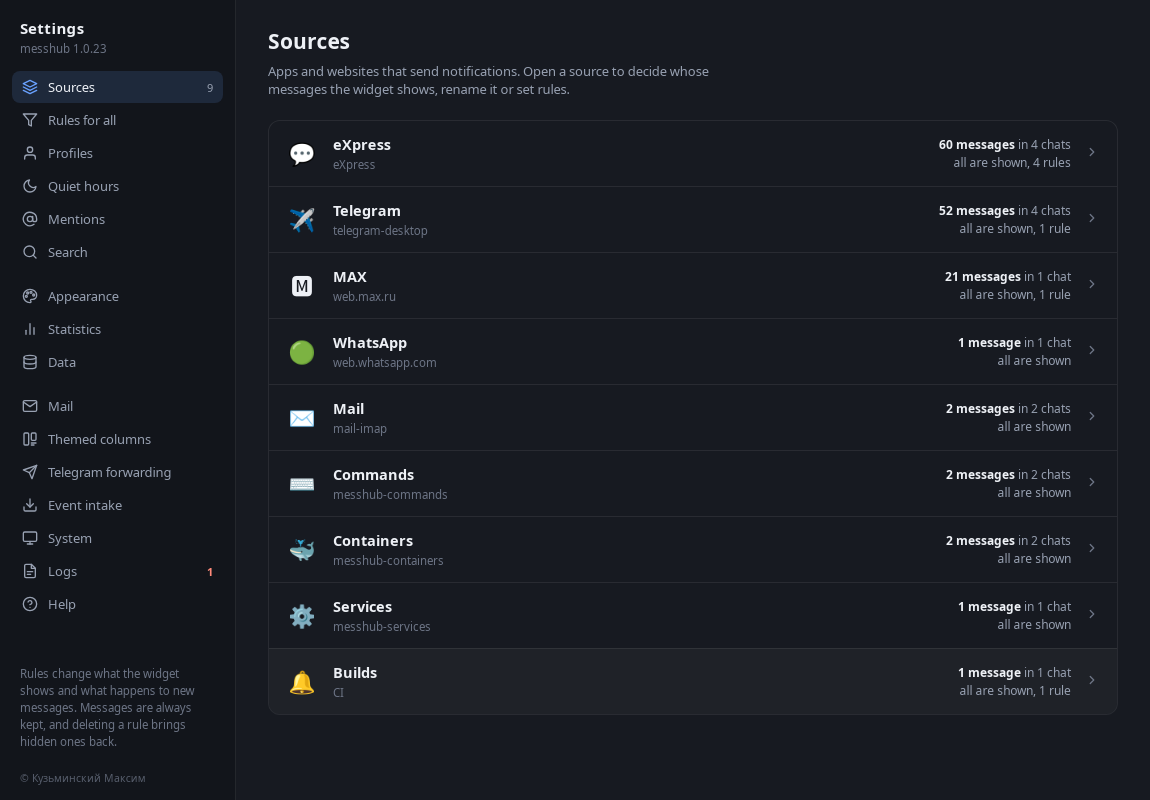 Settings
messhub 1.0.23
Sources 9
Rules for all
Profiles
Quiet hours
Mentions
Search
Appearance
Statistics
Data
Mail
Themed columns
Telegram forwarding
Event intake
System
Logs 1
Help
Rules change what the widget
shows and what happens to new
messages. Messages are always
kept, and deleting a rule brings
hidden ones back.
© Кузьминский Максим
Sources
Apps and websites that send notifications. Open a source to decide whose
messages the widget shows, rename it or set rules.
eXpress
eXpress
60 messages in 4 chats
all are shown, 4 rules
Telegram
telegram-desktop
52 messages in 4 chats
all are shown, 1 rule
M
MAX
web.max.ru
21 messages in 1 chat
all are shown, 1 rule
WhatsApp
web.whatsapp.com
1 message in 1 chat
all are shown
Mail
mail-imap
2 messages in 2 chats
all are shown
Commands
messhub-commands
2 messages in 2 chats
all are shown
Containers
messhub-containers
2 messages in 2 chats
all are shown
Services
messhub-services
1 message in 1 chat
all are shown
Builds
CI
1 message in 1 chat
all are shown, 1 rule